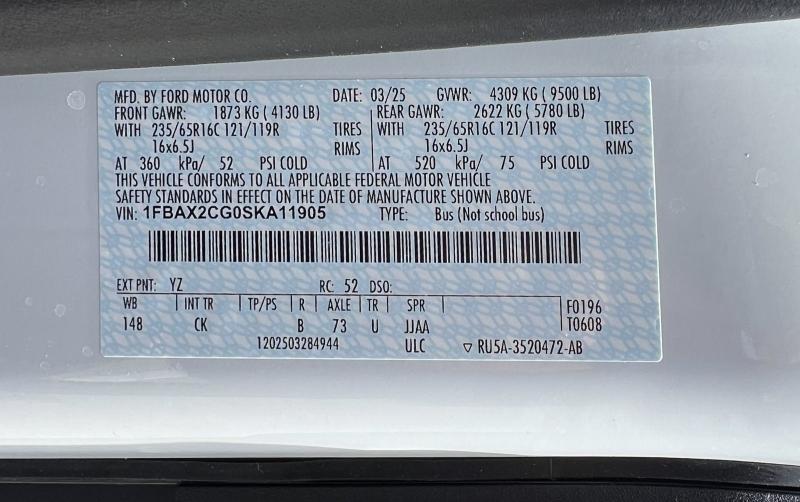 MFD. BY FORD MOTOR CO. DATE: 03/25 GVWR: 4309 KG ( 9500 LB)
FRONT GAWR: 1873 KG ( 4130 LB) REAR GAWR: 2622 KG ( 5780 LB)
WITH 235/65R16C 121/119R TIRES WITH 235/65R16C 121/119R TIRES
16x6.5J RIMS 16x6.5J RIMS
AT 360 kPa/ 52 PSI COLD AT 520 kPa/ 75 PSI COLD
THIS VEHICLE CONFORMS TO ALL APPLICABLE FEDERAL MOTOR VEHICLE
SAFETY STANDARDS IN EFFECT ON THE DATE OF MANUFACTURE SHOWN ABOVE.
VIN: 1FBAX2CG0SKA11905 TYPE: Bus (Not school bus)
EXT PNT: YZ RC: 52 DSO:
WB INT TR TP/PS R AXLE TR SPR F0196
148 CK B 73 U JJAA T0608
1202503284944 ULC ▽ RU5A-3520472-AB